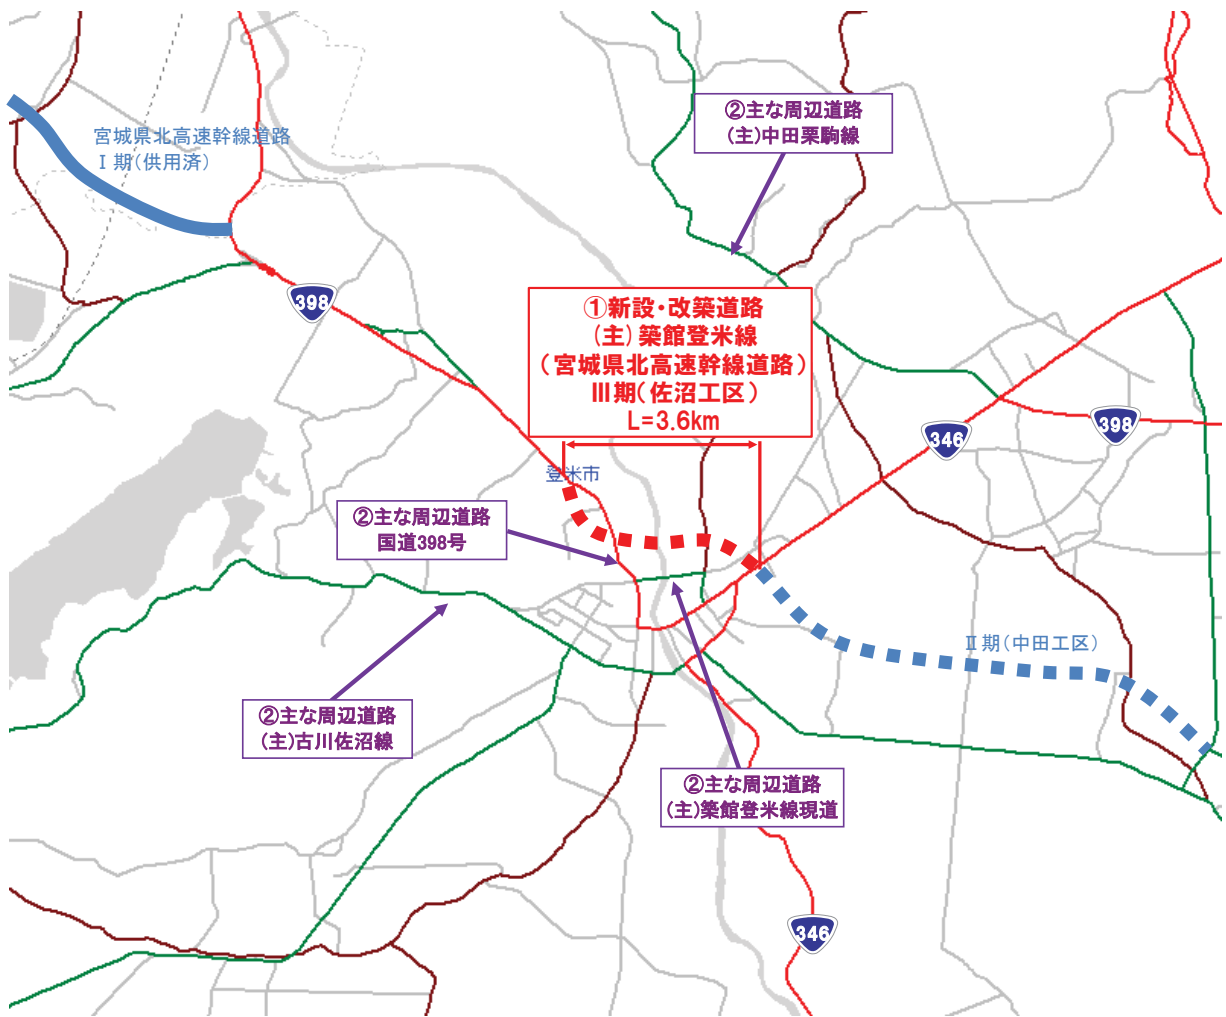 ②主な周辺道路
(主)中田栗駒線
宮城県北高速幹線道路
Ⅰ期(供用済)
398
①新設・改築道路
(主)築館登米線
(宮城県北高速幹線道路)
Ⅲ期(佐沼工区)
L=3.6km
346
398
登米市
②主な周辺道路
国道398号
Ⅱ期(中田工区)
②主な周辺道路
(主)古川佐沼線
②主な周辺道路
(主)築館登米線現道
346